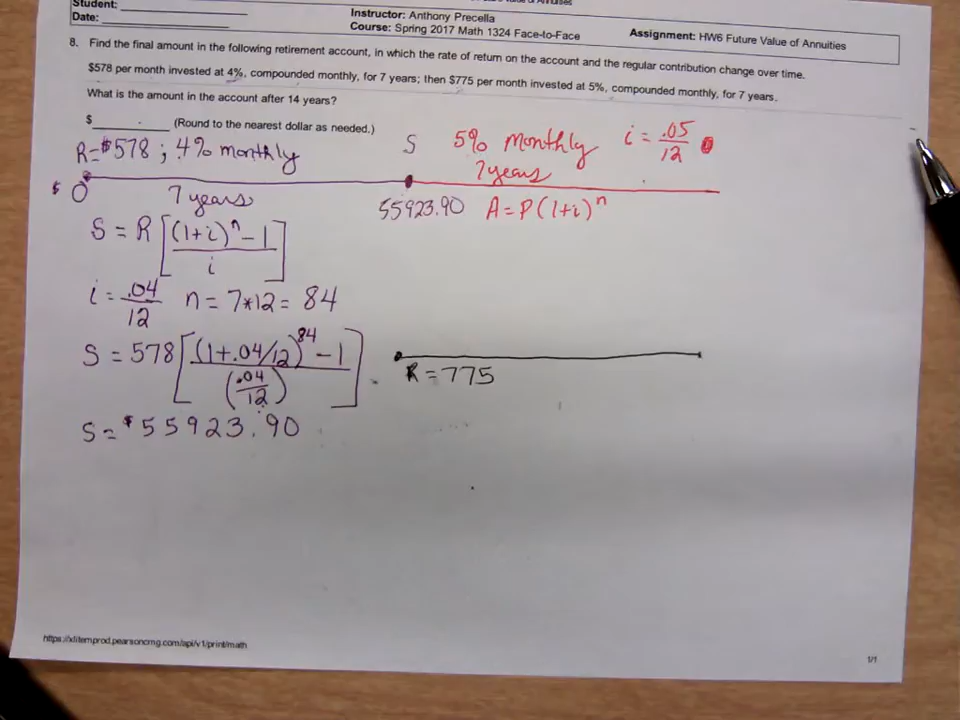 Student:
Date:
Instructor: Anthony Precella
Course: Spring 2017 Math 1324 Face-to-Face
Assignment: HW6 Future Value of Annuities
8. Find the final amount in the following retirement account, in which the rate of return on the account and the regular contribution change over time.
$578 per month invested at 4%, compounded monthly, for 7 years; then $775 per month invested at 5%, compounded monthly, for 7 years.
What is the amount in the account after 14 years?
$ (Round to the nearest dollar as needed.)
R=$578 ; 4% monthly
S 5% monthly i = .05/12
7years
$ 0 7 years
55923.90 A = P(1+i)^n
S = R [((1+i)^n - 1)/i]
i = .04/12 n = 7*12 = 84
S = 578 [((1+.04/12)^84 - 1)/(.04/12)]
R = 775
S = $55923.90
https://xlitemprod.pearsoncmg.com/api/v1/print/math
1/1